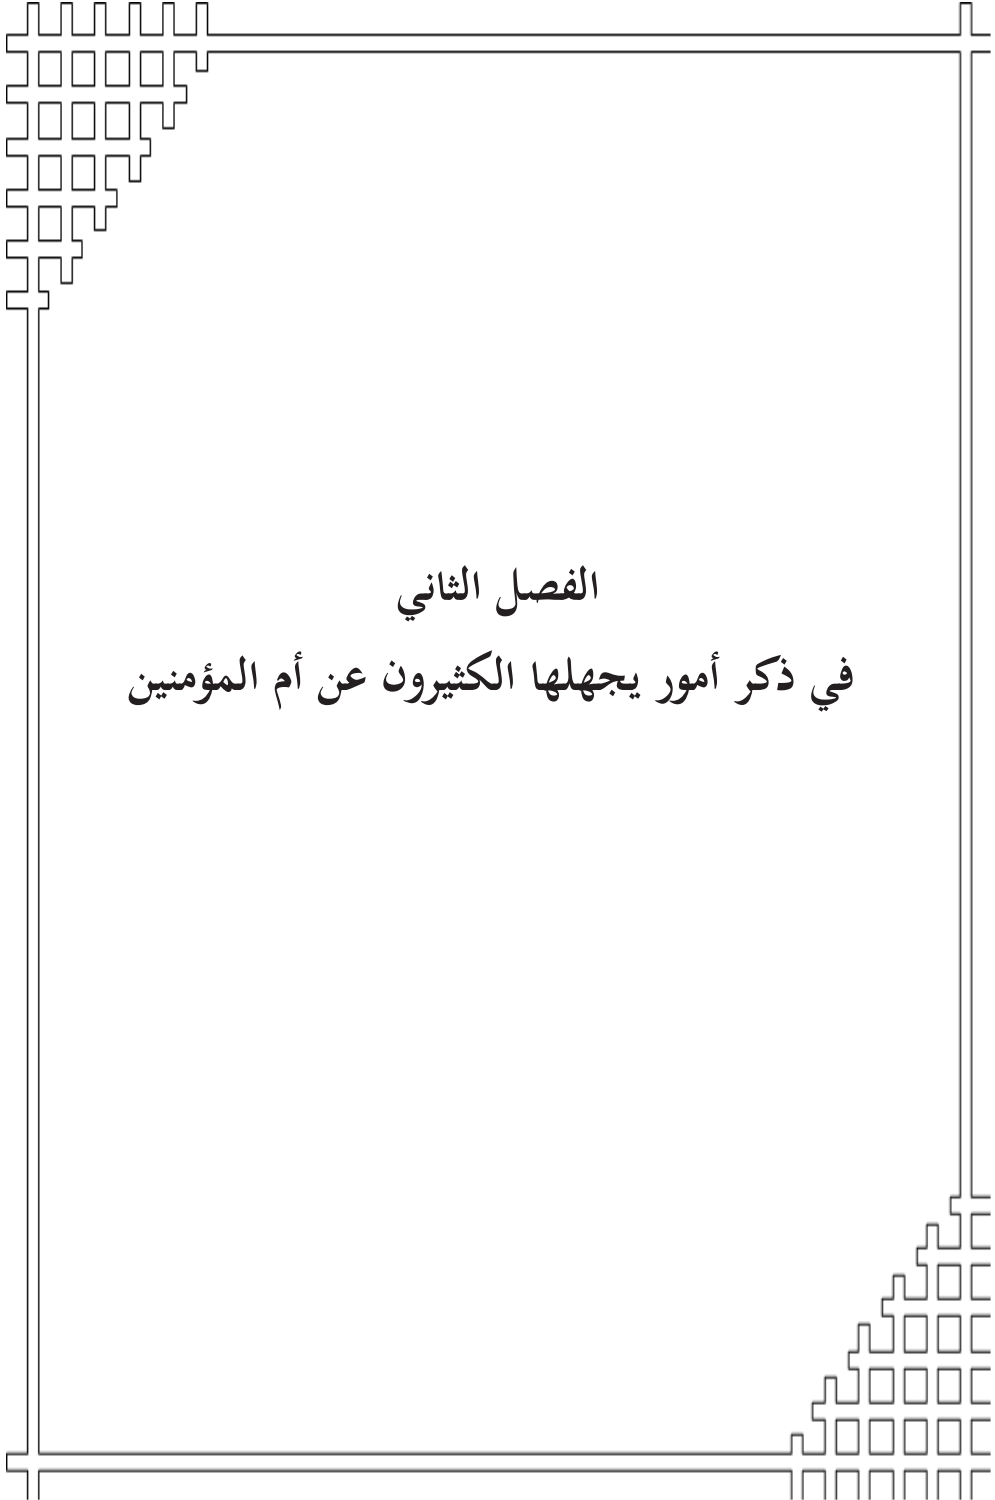 الفصل الثاني
في ذكر أمور يجهلها الكثيرون عن أم المؤمنين